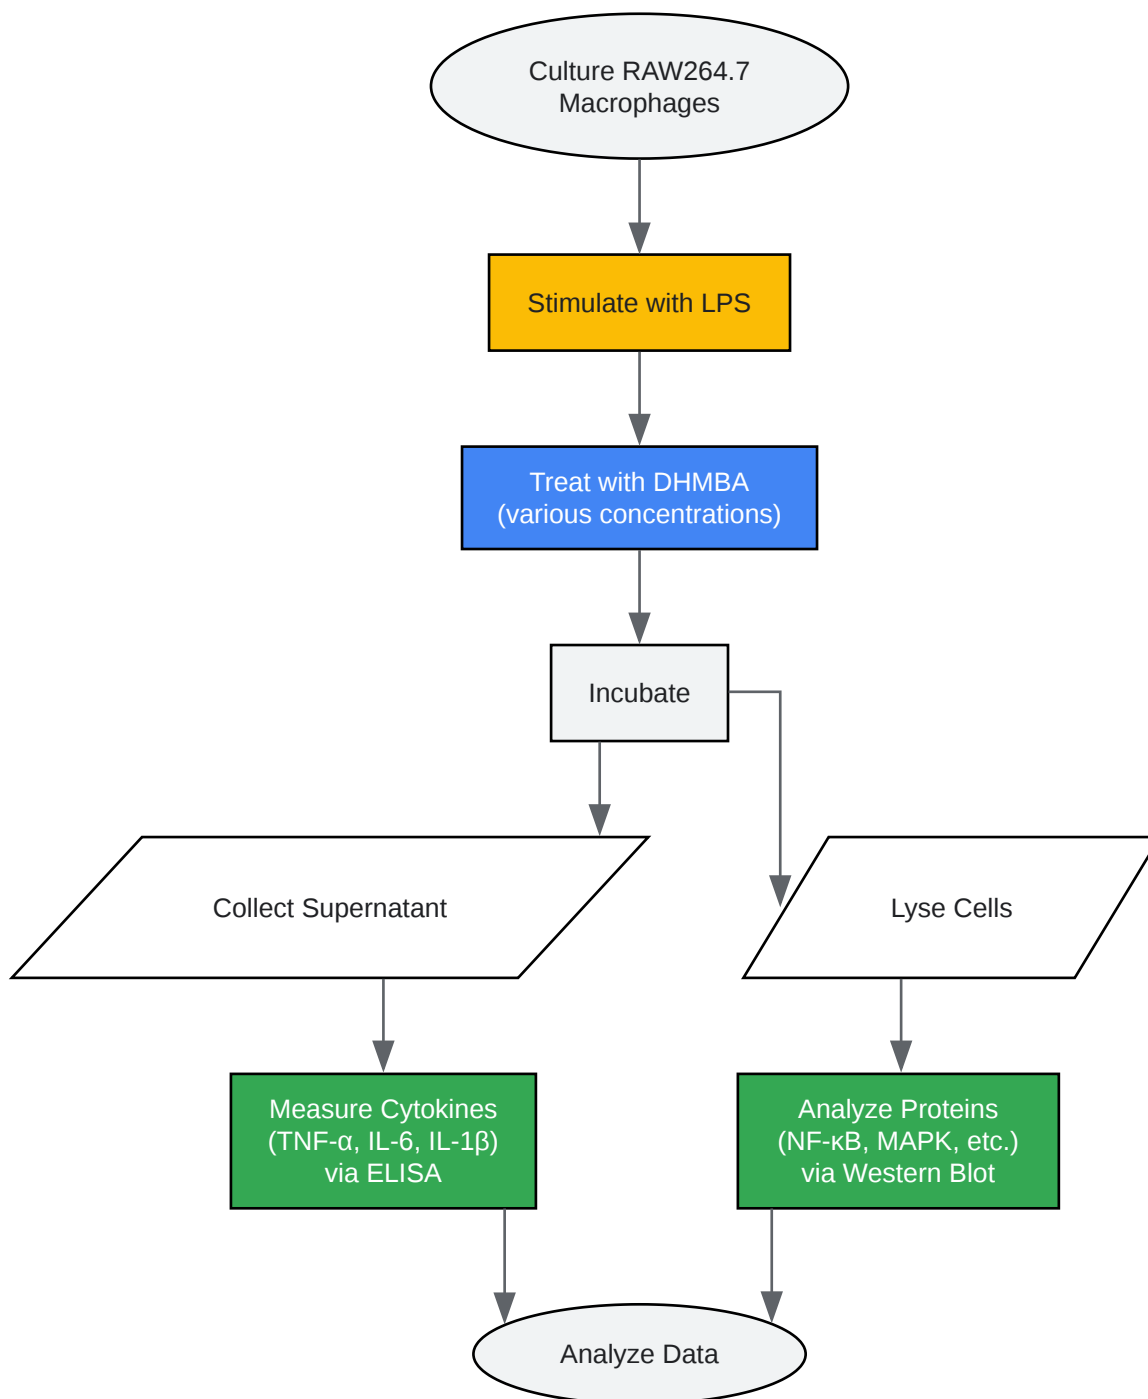 Culture RAW264.7
Macrophages
Stimulate with LPS
Treat with DHMBA
(various concentrations)
Incubate
Collect Supernatant
Lyse Cells
Measure Cytokines
(TNF-α, IL-6, IL-1β)
via ELISA
Analyze Proteins
(NF-κB, MAPK, etc.)
via Western Blot
Analyze Data